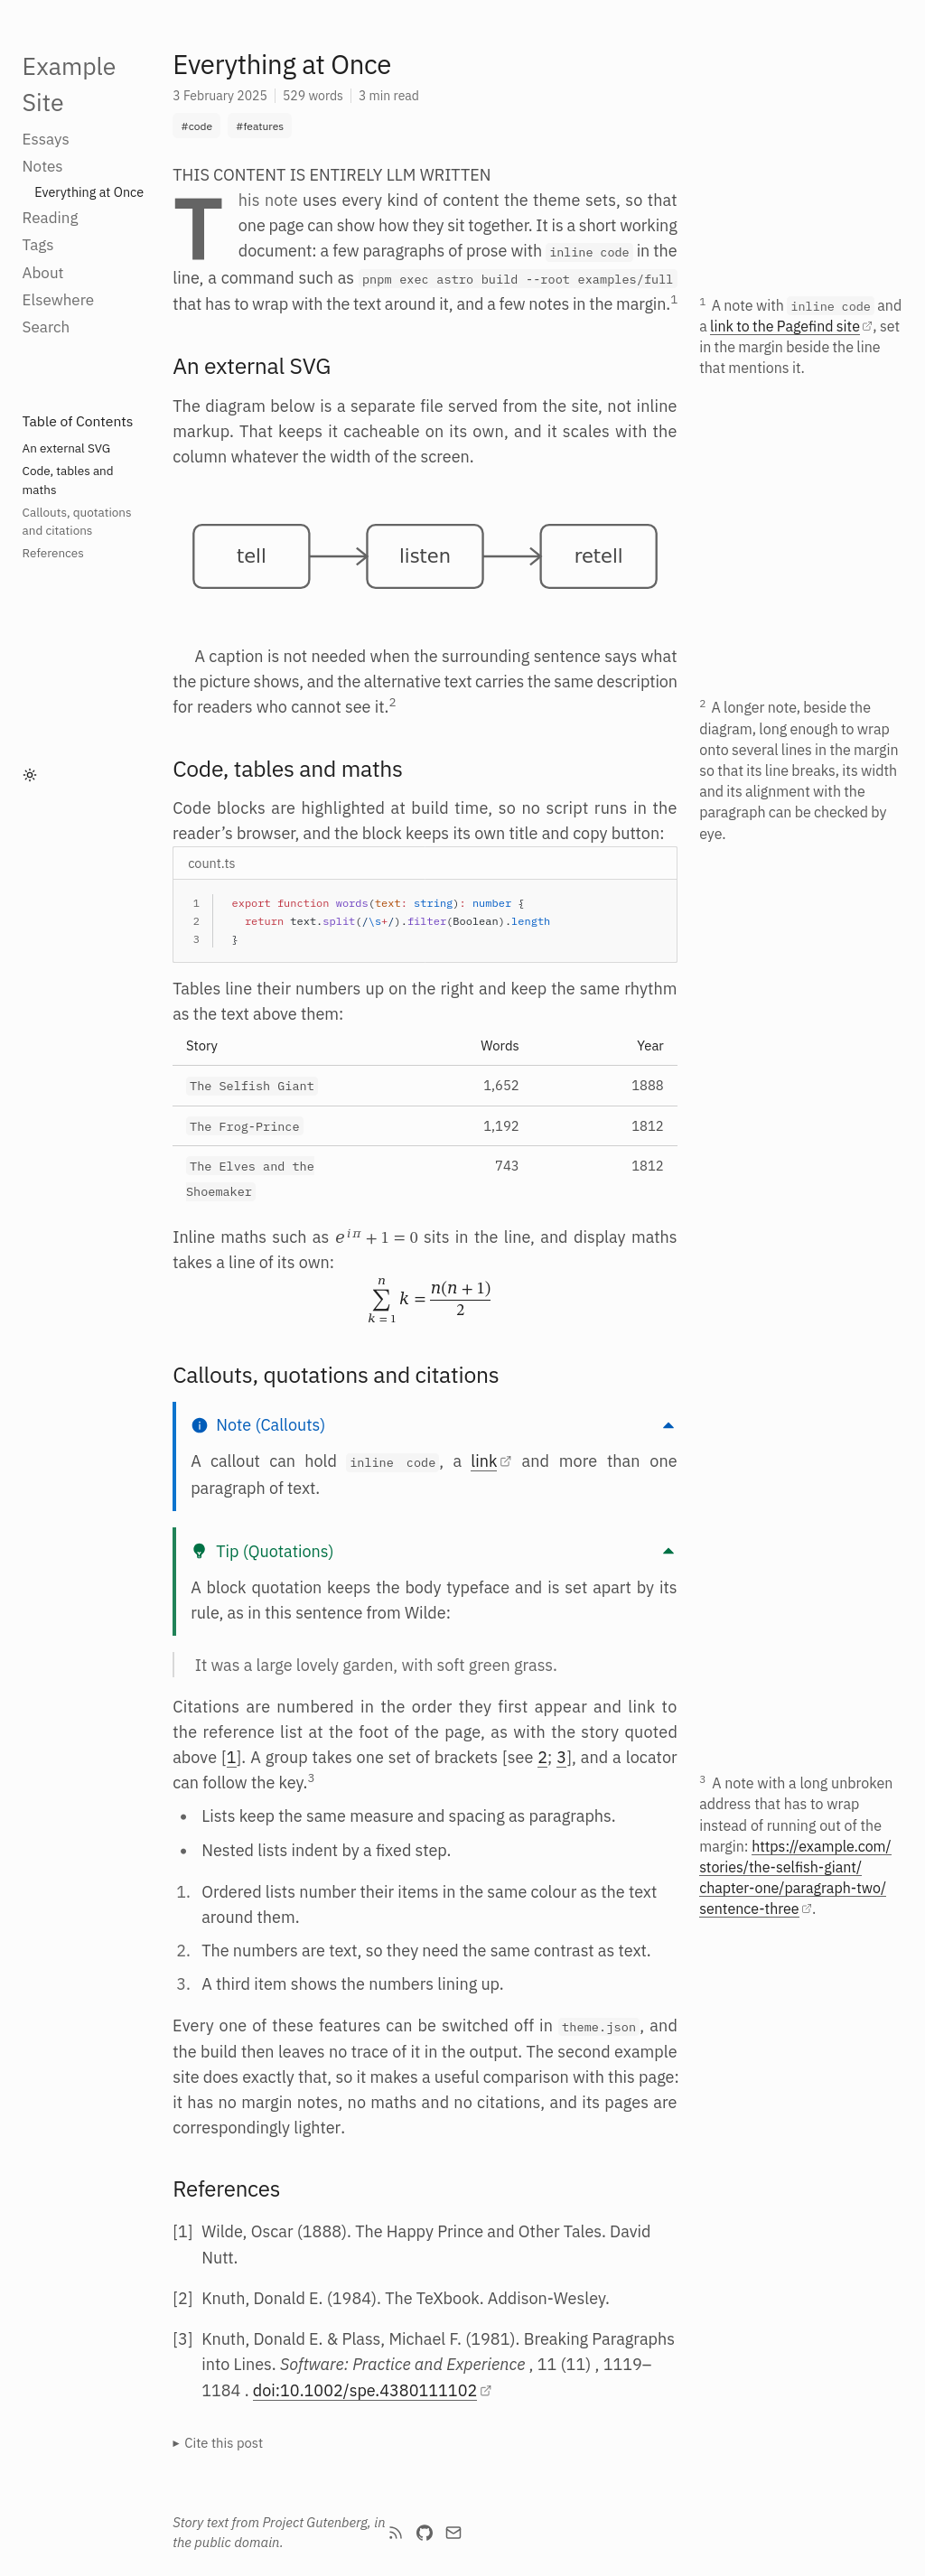 Example
Site
Essays
Notes
Everything at Once
Reading
Tags
About
Elsewhere
Search
Table of Contents
An external SVG
Code, tables and
maths
Callouts, quotations
and citations
References
Everything at Once
3 February 2025 529 words 3 min read
#code #features
THIS CONTENT IS ENTIRELY LLM WRITTEN
This note uses every kind of content the theme sets, so that
one page can show how they sit together. It is a short working
document: a few paragraphs of prose with inline code in the
line, a command such as pnpm exec astro build --root examples/full
that has to wrap with the text around it, and a few notes in the margin.1
1 A note with inline code and
a link to the Pagefind site, set
in the margin beside the line
that mentions it.
An external SVG
The diagram below is a separate file served from the site, not inline
markup. That keeps it cacheable on its own, and it scales with the
column whatever the width of the screen.
tell listen retell
A caption is not needed when the surrounding sentence says what
the picture shows, and the alternative text carries the same description
for readers who cannot see it.2
2 A longer note, beside the
diagram, long enough to wrap
onto several lines in the margin
so that its line breaks, its width
and its alignment with the
paragraph can be checked by
eye.
Code, tables and maths
Code blocks are highlighted at build time, so no script runs in the
reader’s browser, and the block keeps its own title and copy button:
count.ts
1 export function words(text: string): number {
2 return text.split(/\s+/).filter(Boolean).length
3 }
Tables line their numbers up on the right and keep the same rhythm
as the text above them:
Story Words Year
The Selfish Giant 1,652 1888
The Frog-Prince 1,192 1812
The Elves and the 743 1812
Shoemaker
Inline maths such as e^{iπ} + 1 = 0 sits in the line, and display maths
takes a line of its own:
n
∑ k = n(n + 1)
k = 1 2
Callouts, quotations and citations
Note (Callouts)
A callout can hold inline code, a link and more than one
paragraph of text.
Tip (Quotations)
A block quotation keeps the body typeface and is set apart by its
rule, as in this sentence from Wilde:
It was a large lovely garden, with soft green grass.
Citations are numbered in the order they first appear and link to
the reference list at the foot of the page, as with the story quoted
above [1]. A group takes one set of brackets [see 2; 3], and a locator
can follow the key.3
3 A note with a long unbroken
address that has to wrap
instead of running out of the
margin: https://example.com/
stories/the-selfish-giant/
chapter-one/paragraph-two/
sentence-three.
• Lists keep the same measure and spacing as paragraphs.
• Nested lists indent by a fixed step.
1. Ordered lists number their items in the same colour as the text
around them.
2. The numbers are text, so they need the same contrast as text.
3. A third item shows the numbers lining up.
Every one of these features can be switched off in theme.json, and
the build then leaves no trace of it in the output. The second example
site does exactly that, so it makes a useful comparison with this page:
it has no margin notes, no maths and no citations, and its pages are
correspondingly lighter.
References
[1] Wilde, Oscar (1888). The Happy Prince and Other Tales. David
Nutt.
[2] Knuth, Donald E. (1984). The TeXbook. Addison-Wesley.
[3] Knuth, Donald E. & Plass, Michael F. (1981). Breaking Paragraphs
into Lines. Software: Practice and Experience , 11 (11) , 1119–
1184 . doi:10.1002/spe.4380111102
▸ Cite this post
Story text from Project Gutenberg, in
the public domain.